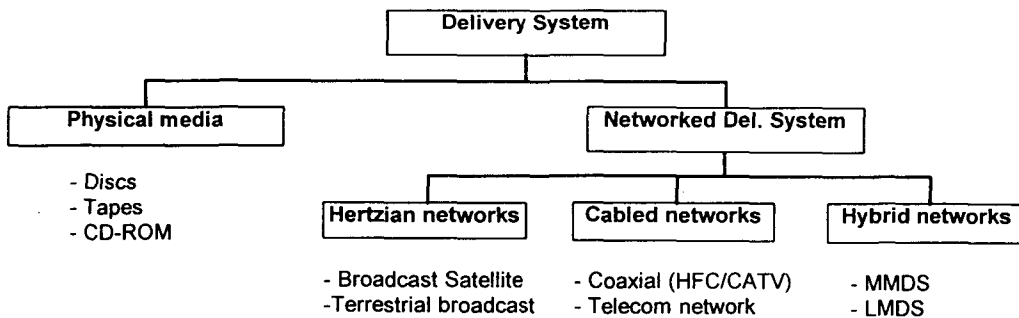 Delivery System
Physical media
Networked Del. System
- Discs
- Tapes
- CD-ROM
Hertzian networks
Cabled networks
Hybrid networks
- Broadcast Satellite
-Terrestrial broadcast
- Coaxial (HFC/CATV)
- Telecom network
- MMDS
- LMDS